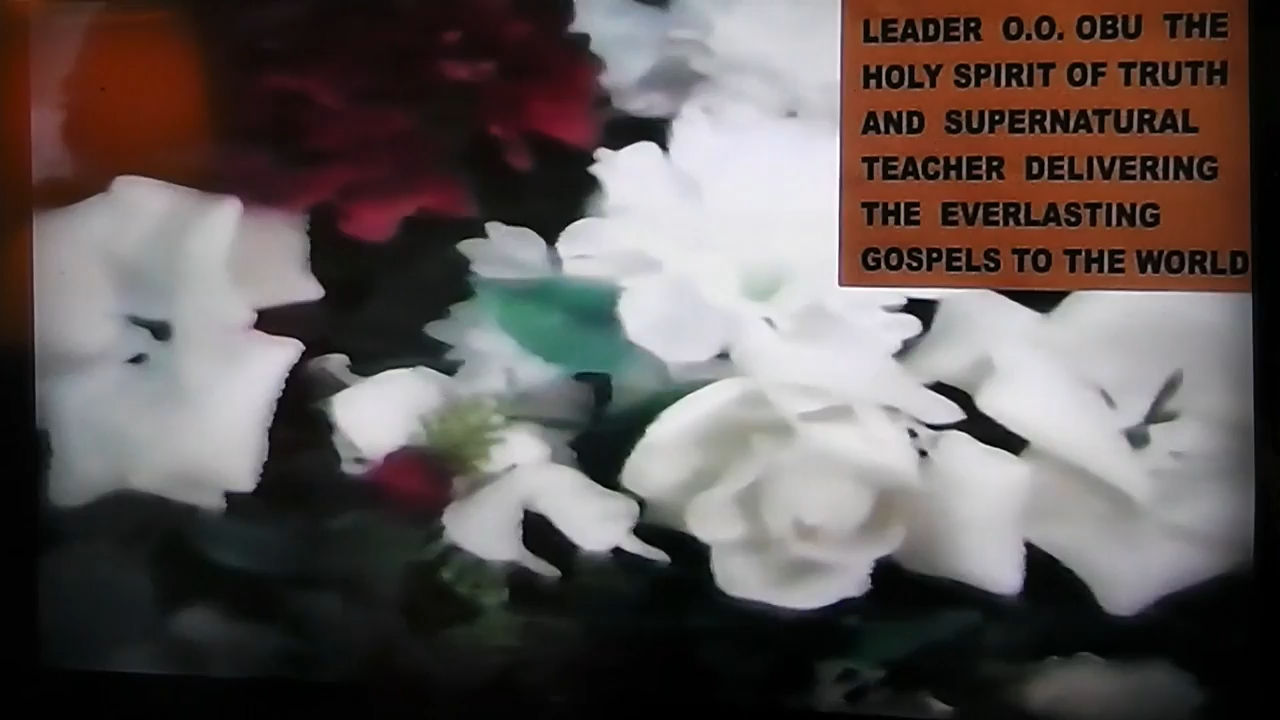 LEADER O.O. OBU THE
HOLY SPIRIT OF TRUTH
AND SUPERNATURAL
TEACHER DELIVERING
THE EVERLASTING
GOSPELS TO THE WORLD